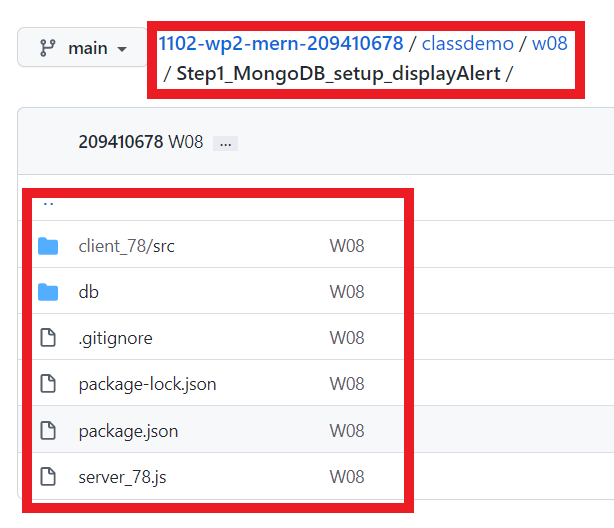 main
1102-wp2-mern-209410678 / classdemo / w08
/ Step1_MongoDB_setup_displayAlert /
209410678 W08 ...
..
client_78/src W08
db W08
.gitignore W08
package-lock.json W08
package.json W08
server_78.js W08